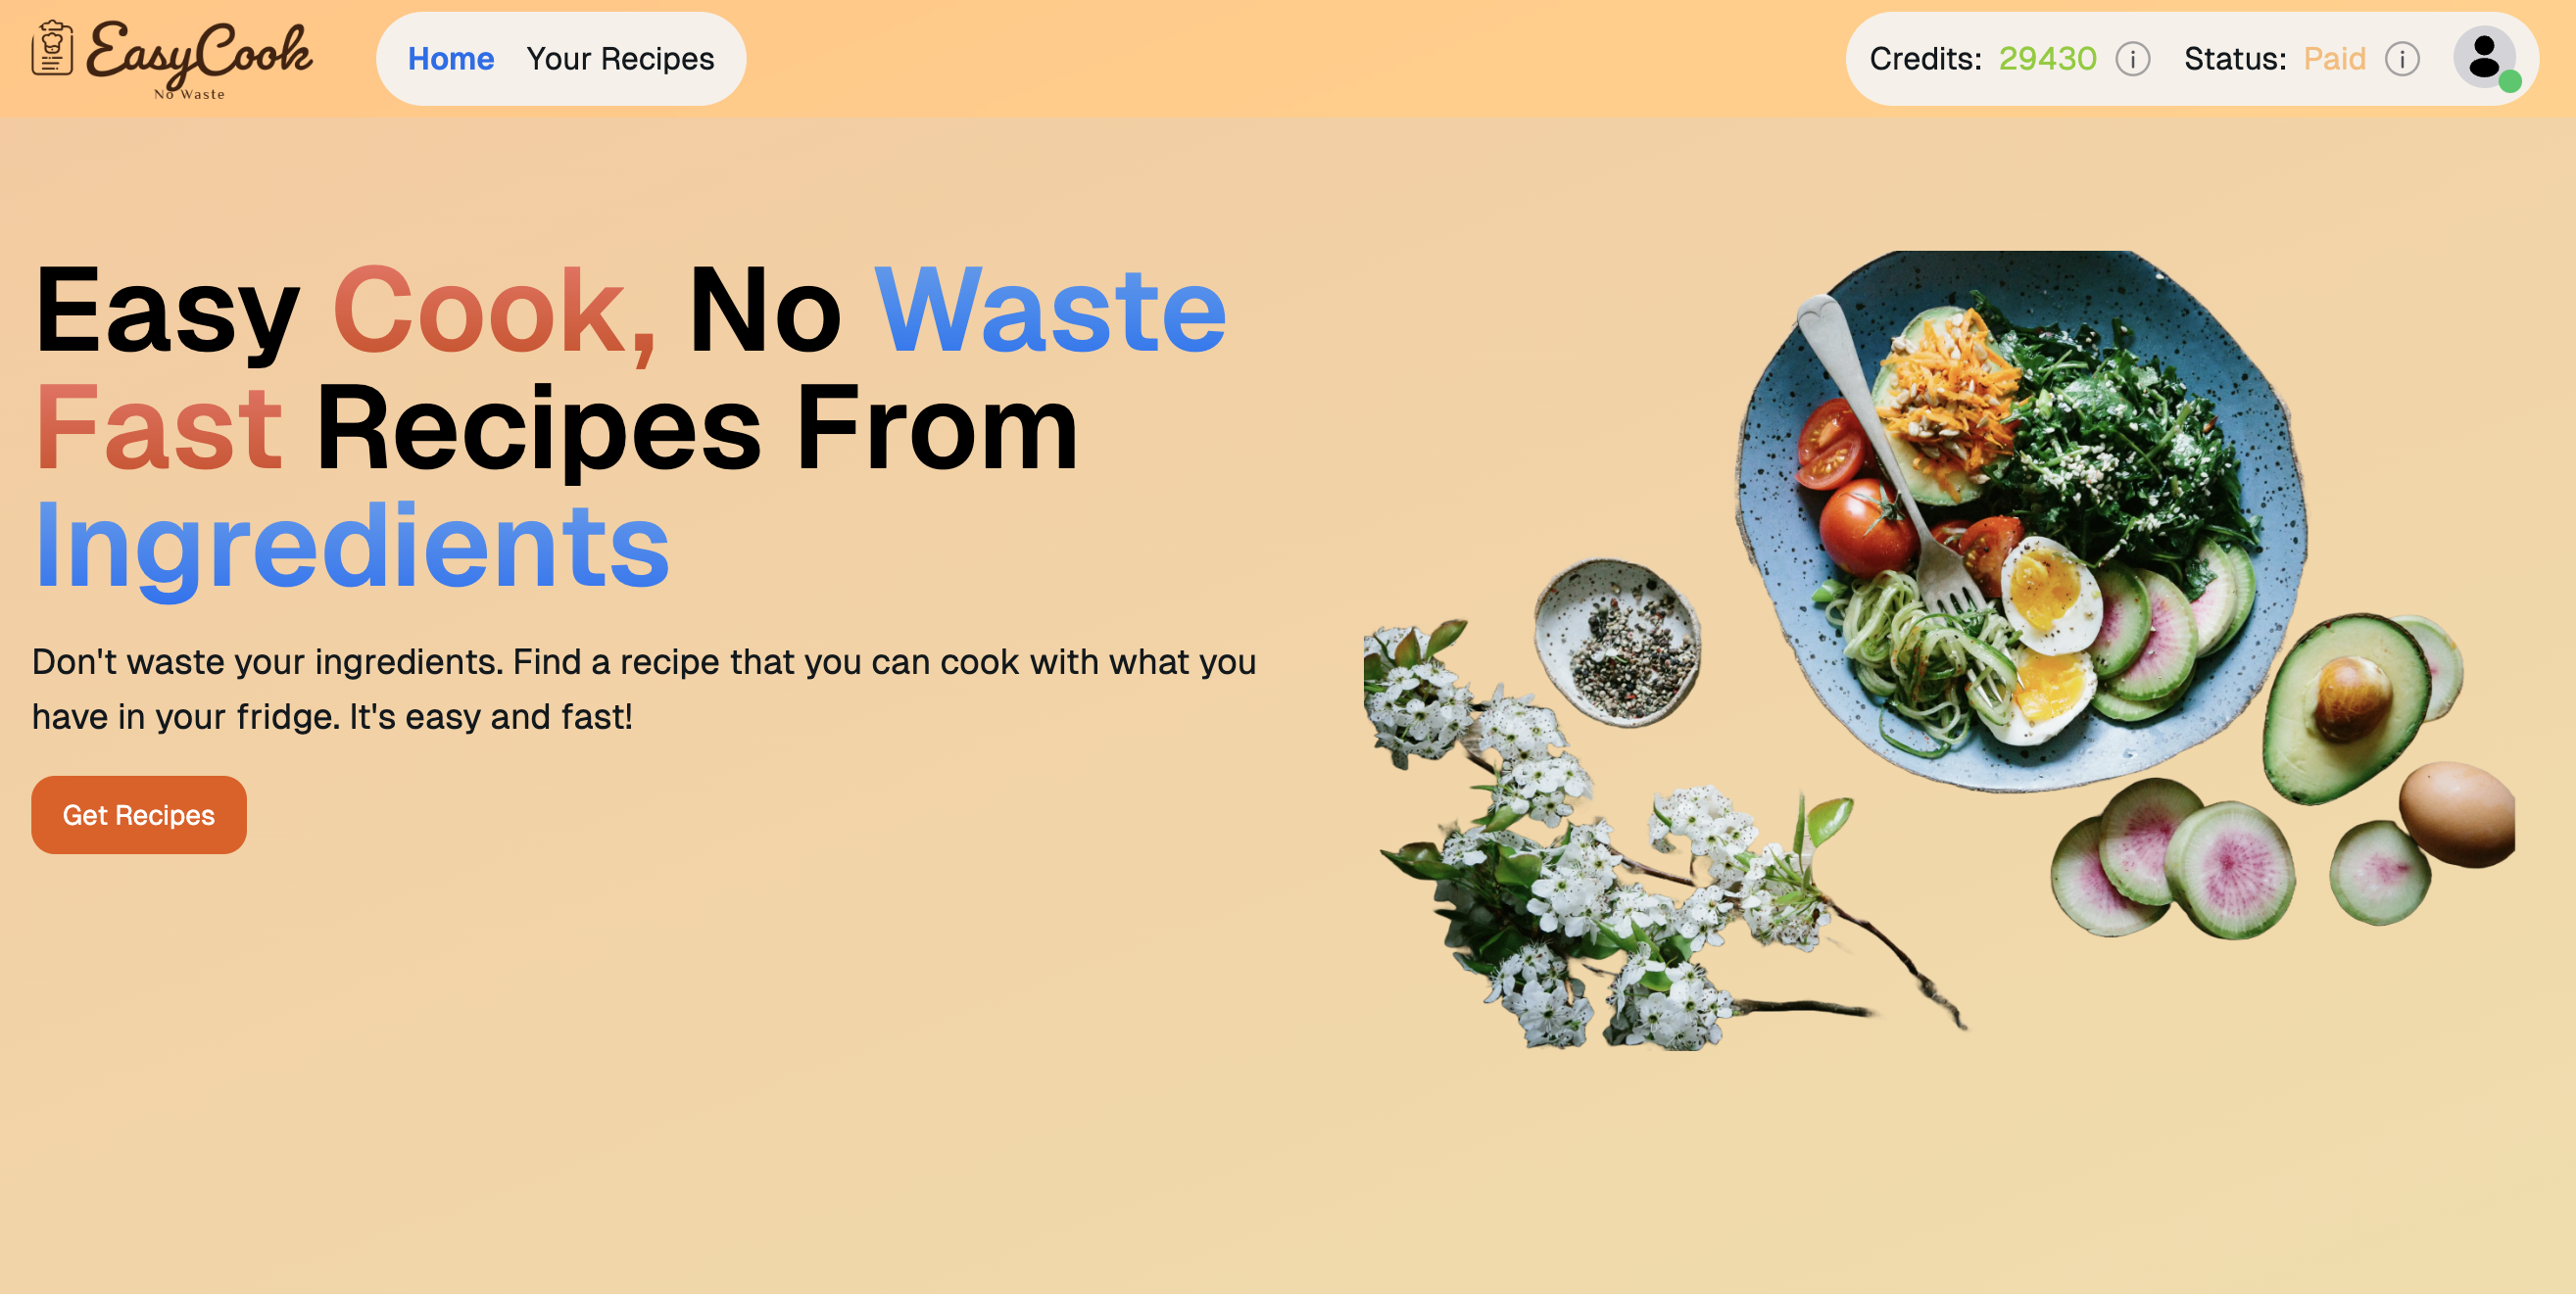 EasyCook
No Waste
Home Your Recipes
Credits: 29430 Status: Paid
Easy Cook, No Waste
Fast Recipes From
Ingredients
Don't waste your ingredients. Find a recipe that you can cook with what you
have in your fridge. It's easy and fast!
Get Recipes